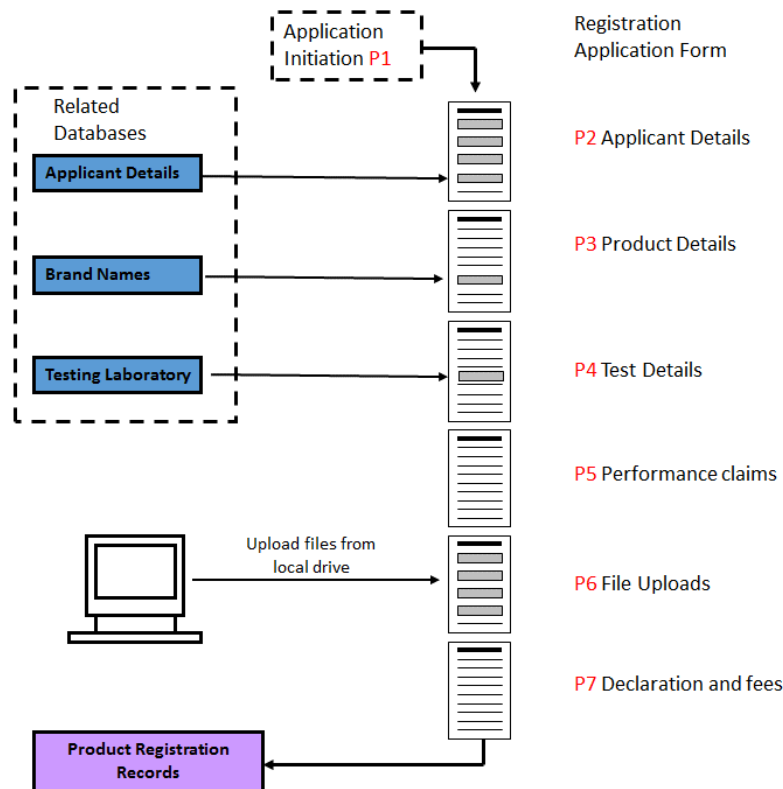 Application
Initiation P1
Registration
Application Form
Related
Databases
Applicant Details
P2 Applicant Details
Brand Names
P3 Product Details
Testing Laboratory
P4 Test Details
P5 Performance claims
Upload files from
local drive
P6 File Uploads
P7 Declaration and fees
Product Registration
Records